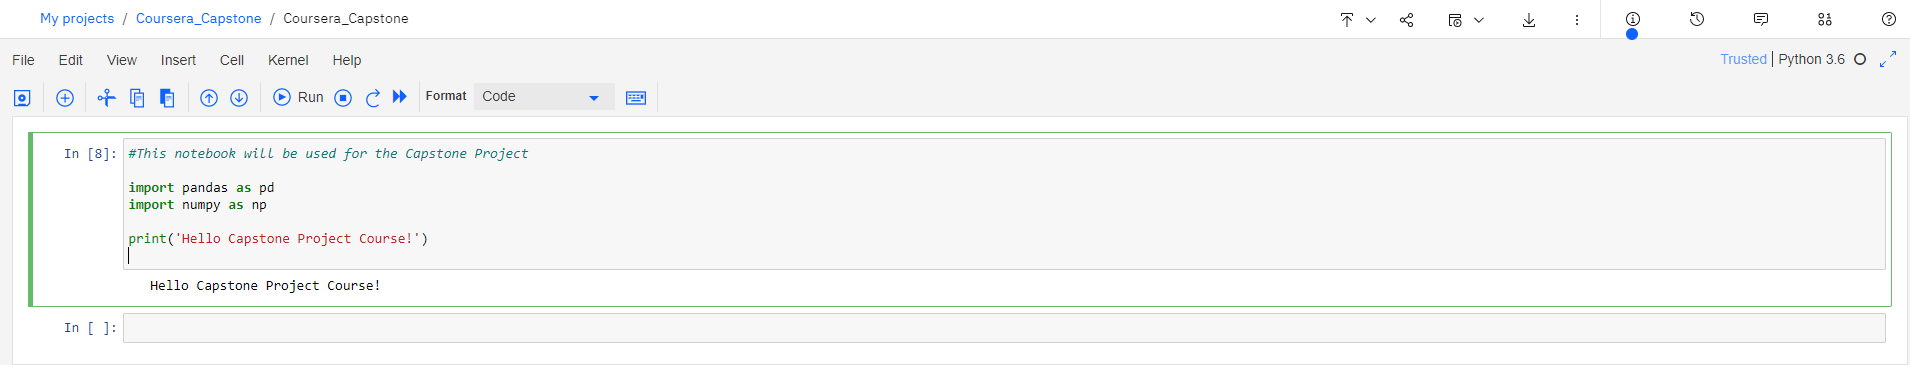 My projects / Coursera_Capstone / Coursera_Capstone
File Edit View Insert Cell Kernel Help
Trusted | Python 3.6
Run Format Code
In [8]: #This notebook will be used for the Capstone Project
import pandas as pd
import numpy as np
print('Hello Capstone Project Course!')
Hello Capstone Project Course!
In [ ]: